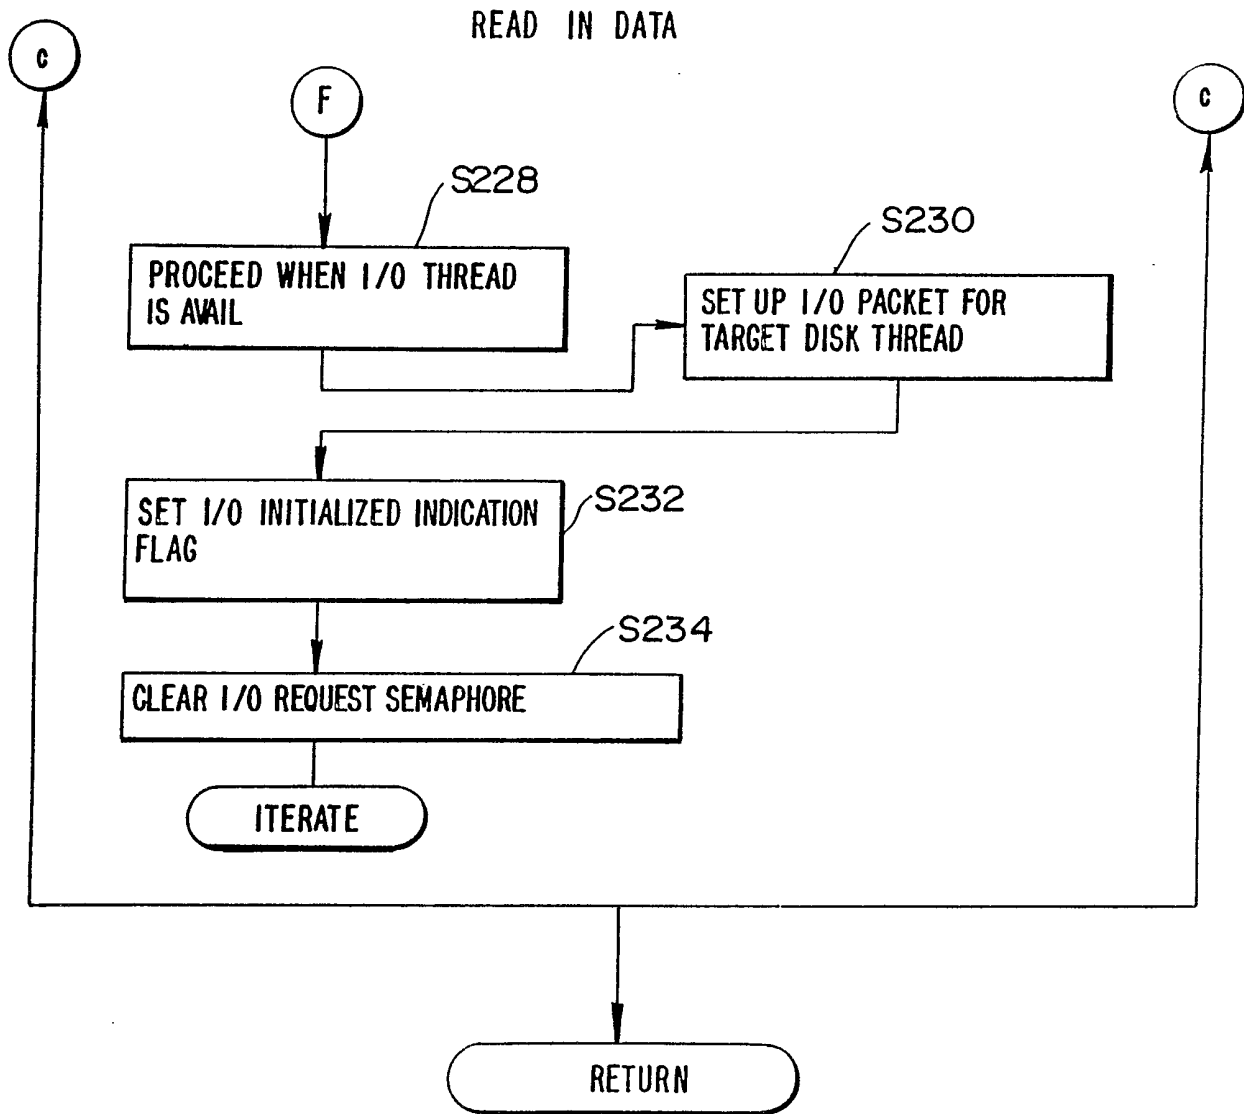 READ IN DATA
C
F
C
S228
PROCEED WHEN I/O THREAD
IS AVAIL
S230
SET UP I/O PACKET FOR
TARGET DISK THREAD
S232
SET I/O INITIALIZED INDICATION
FLAG
S234
CLEAR I/O REQUEST SEMAPHORE
ITERATE
RETURN